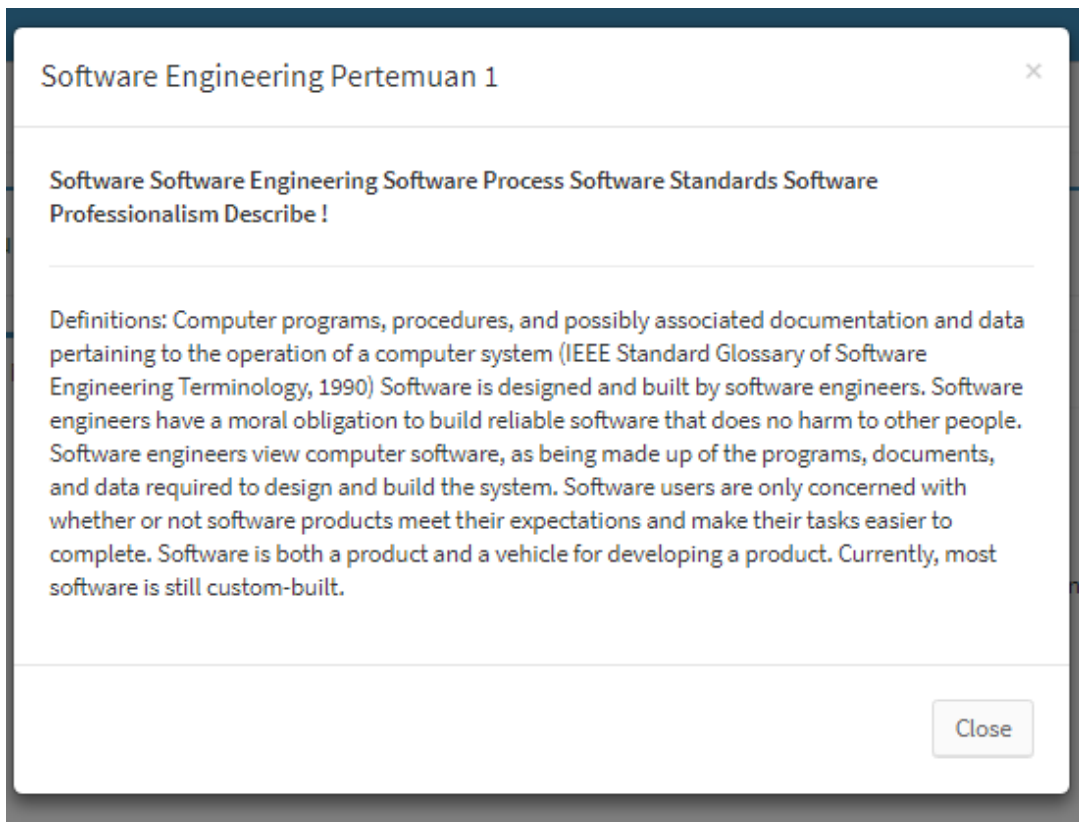 Software Engineering Pertemuan 1
×
Software Software Engineering Software Process Software Standards Software
Professionalism Describe !
Definitions: Computer programs, procedures, and possibly associated documentation and data
pertaining to the operation of a computer system (IEEE Standard Glossary of Software
Engineering Terminology, 1990) Software is designed and built by software engineers. Software
engineers have a moral obligation to build reliable software that does no harm to other people.
Software engineers view computer software, as being made up of the programs, documents,
and data required to design and build the system. Software users are only concerned with
whether or not software products meet their expectations and make their tasks easier to
complete. Software is both a product and a vehicle for developing a product. Currently, most
software is still custom-built.
Close